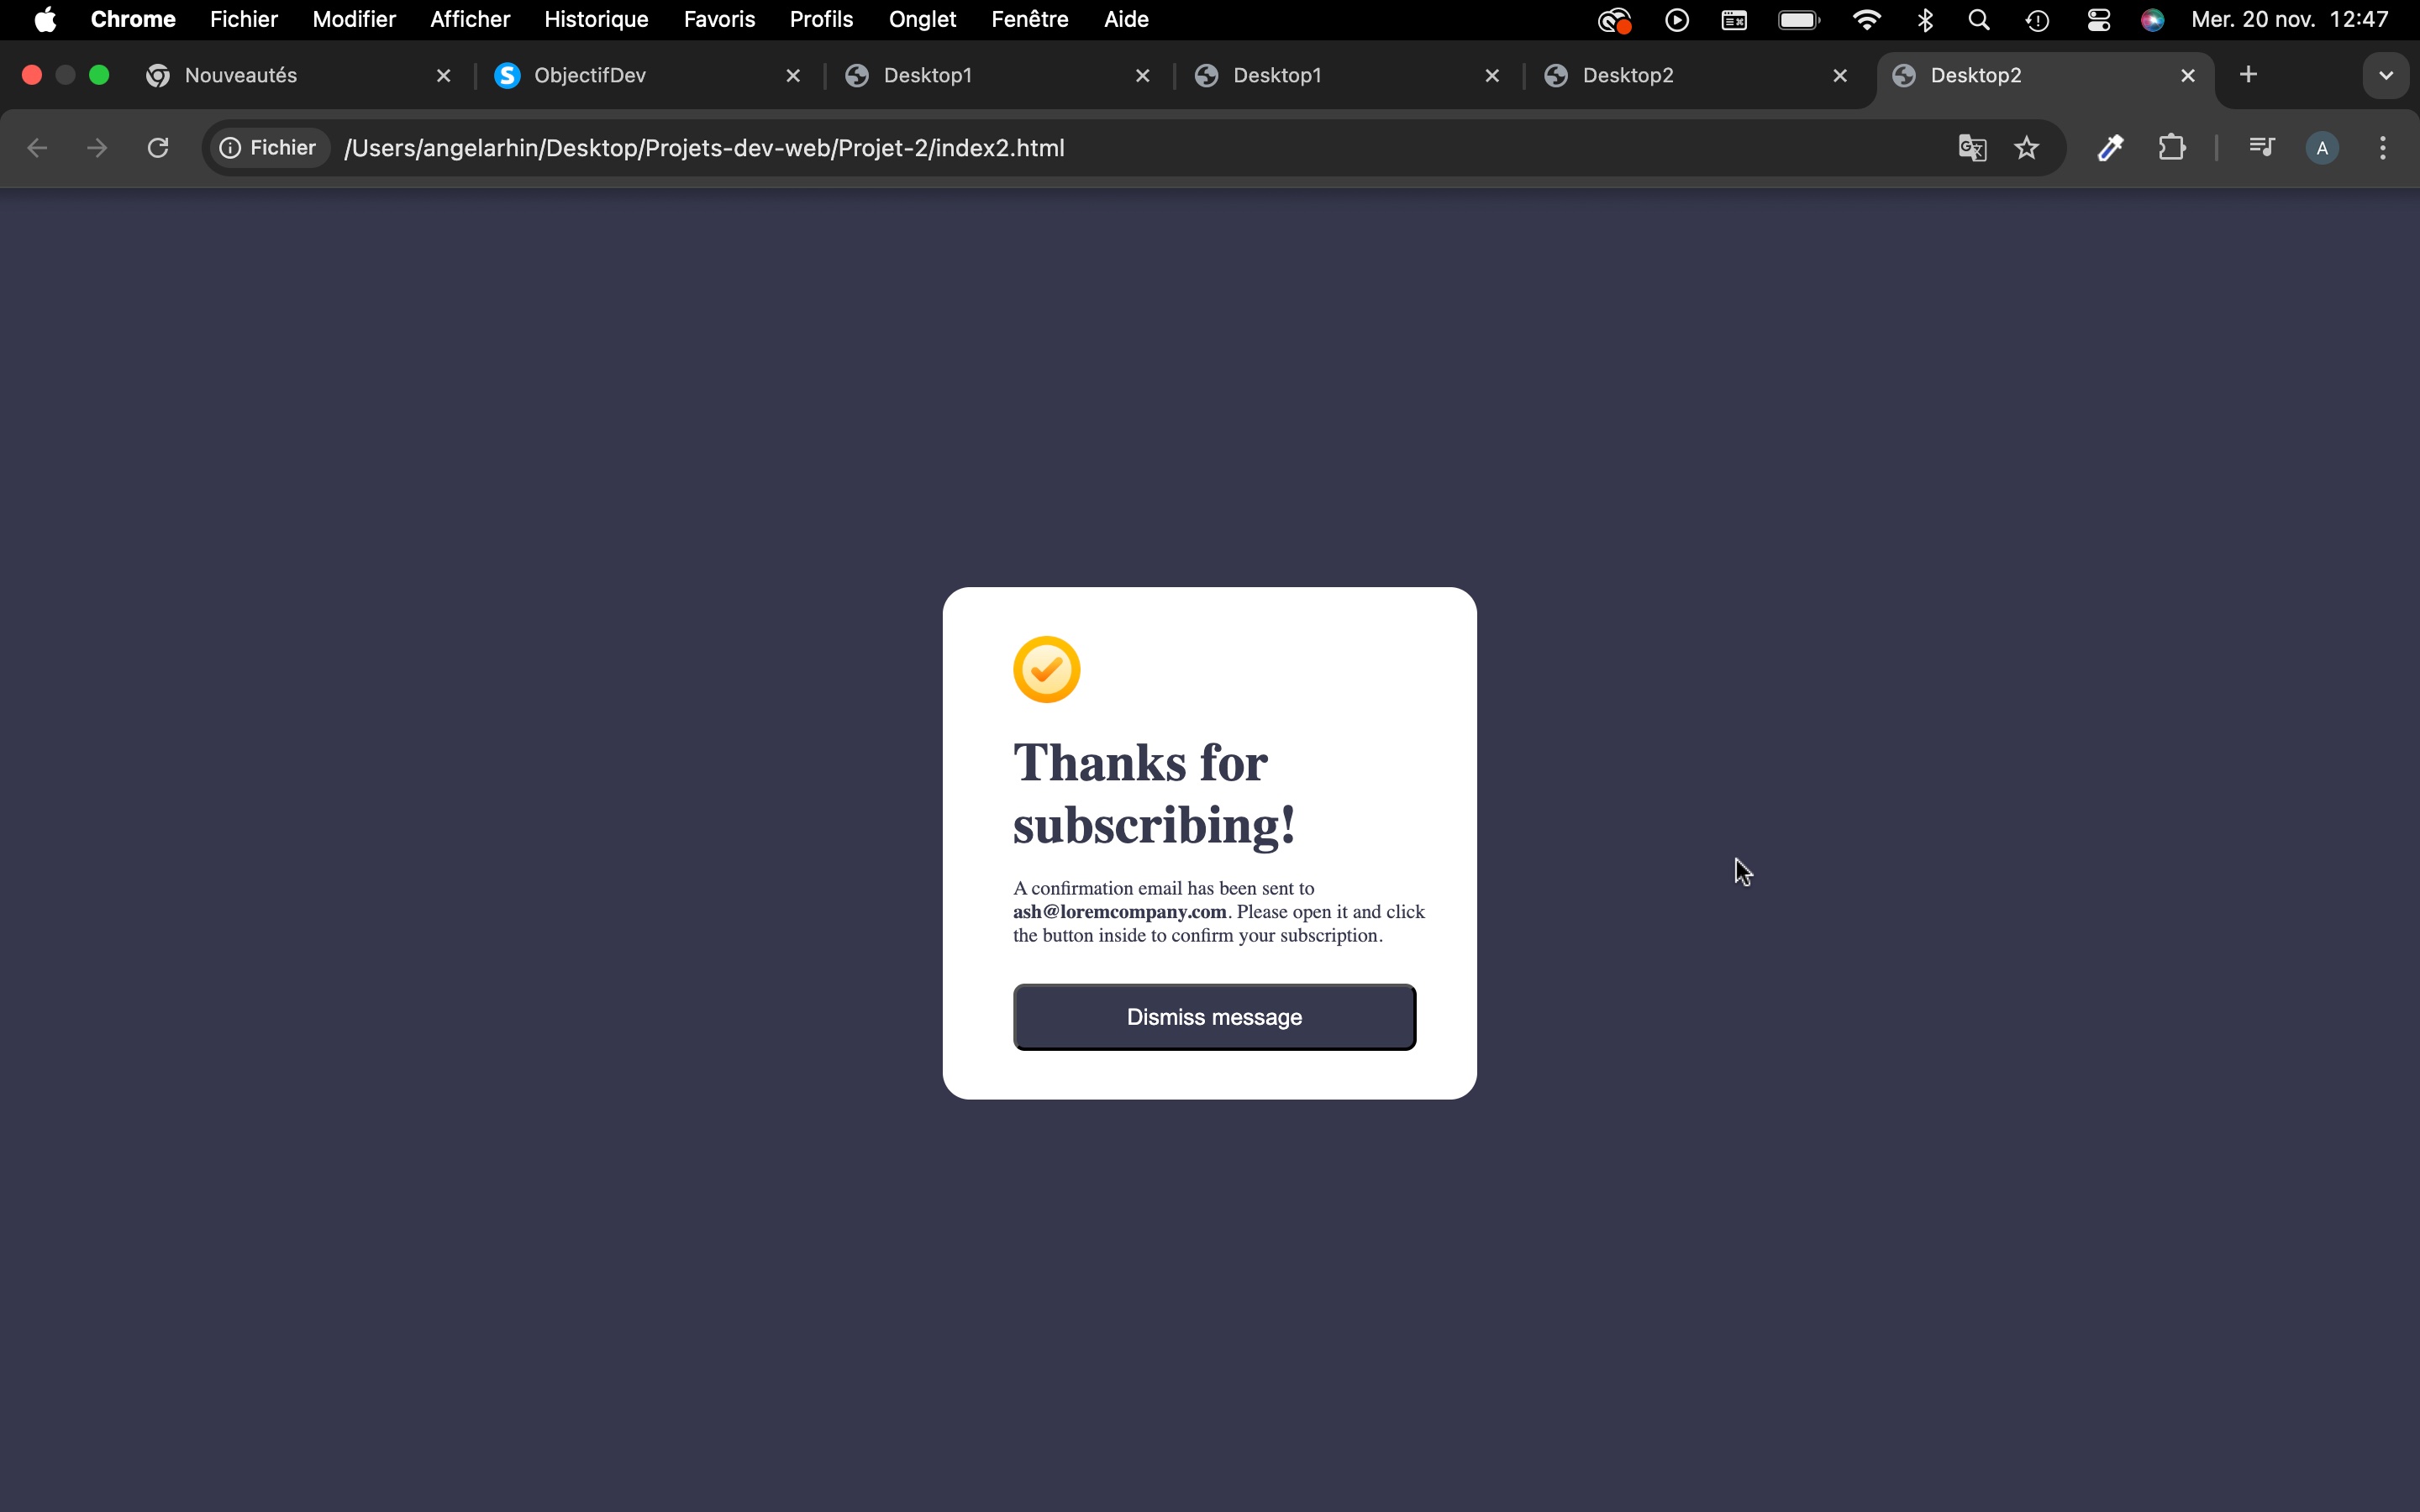 Chrome Fichier Modifier Afficher Historique Favoris Profils Onglet Fenêtre Aide Mer. 20 nov. 12:47
Nouveautés ObjectifDev Desktop1 Desktop1 Desktop2 Desktop2
Fichier /Users/angelarhin/Desktop/Projets-dev-web/Projet-2/index2.html A
Thanks for
subscribing!
A confirmation email has been sent to
ash@loremcompany.com. Please open it and click
the button inside to confirm your subscription.
Dismiss message